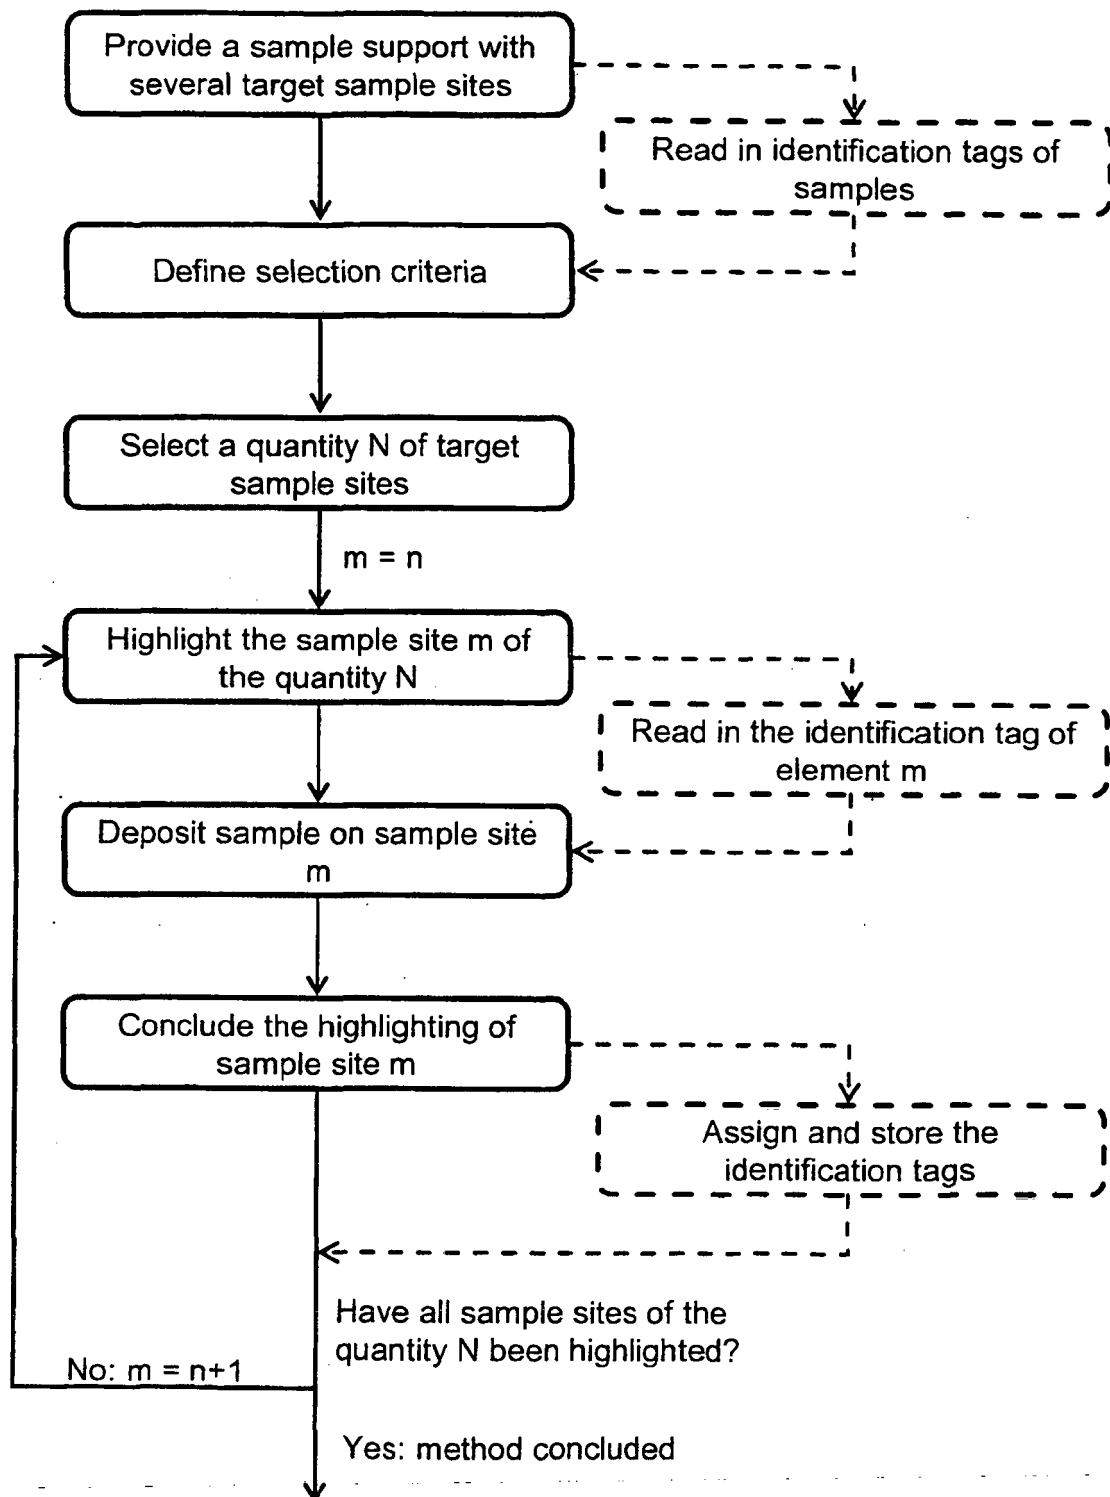 Provide a sample support with
several target sample sites
Read in identification tags of
samples
Define selection criteria
Select a quantity N of target
sample sites
m = n
Highlight the sample site m of
the quantity N
Read in the identification tag of
element m
Deposit sample on sample site
m
Conclude the highlighting of
sample site m
Assign and store the
identification tags
Have all sample sites of the
quantity N been highlighted?
No: m = n+1
Yes: method concluded